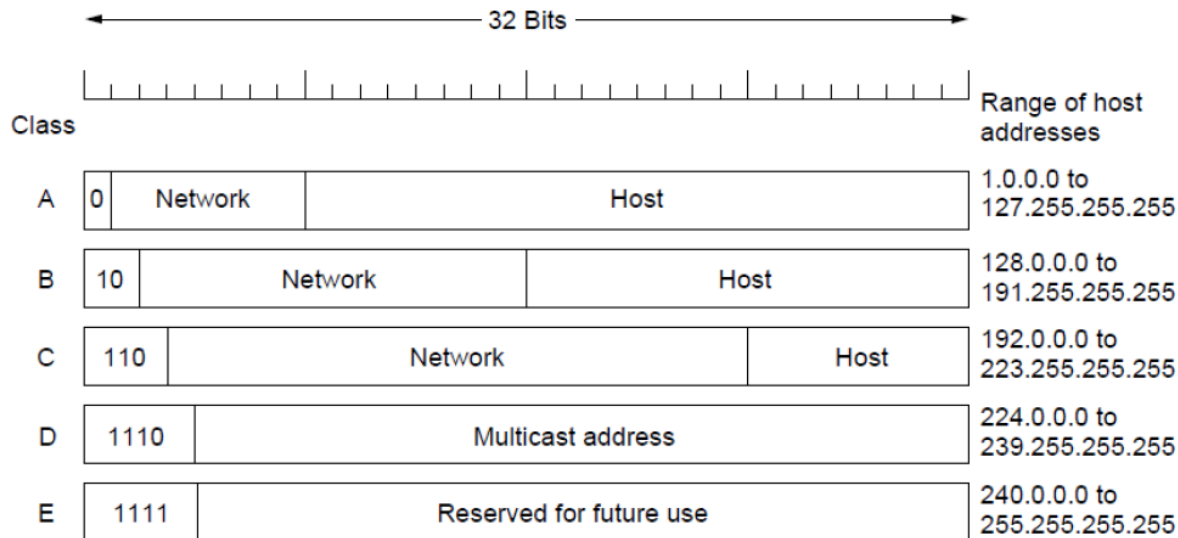 32 Bits
Range of host
addresses
Class
A
0
Network
Host
1.0.0.0 to
127.255.255.255
B
10
Network
Host
128.0.0.0 to
191.255.255.255
C
110
Network
Host
192.0.0.0 to
223.255.255.255
D
1110
Multicast address
224.0.0.0 to
239.255.255.255
E
1111
Reserved for future use
240.0.0.0 to
255.255.255.255